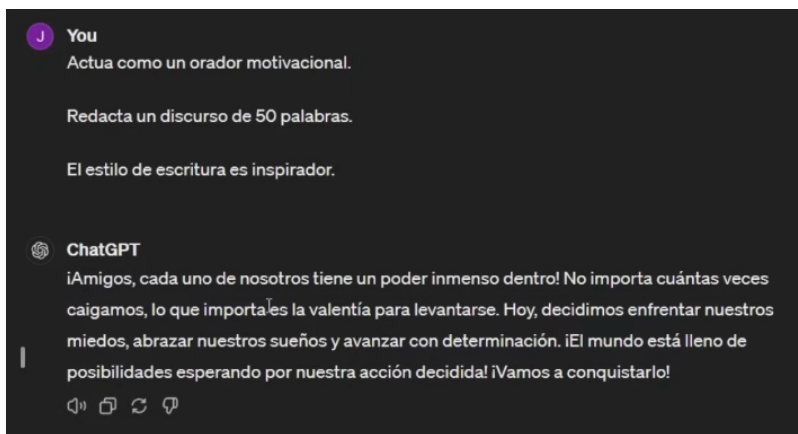 J You
Actua como un orador motivacional.
Redacta un discurso de 50 palabras.
El estilo de escritura es inspirador.
ChatGPT
¡Amigos, cada uno de nosotros tiene un poder inmenso dentro! No importa cuántas veces
caigamos, lo que importa es la valentía para levantarse. Hoy, decidimos enfrentar nuestros
miedos, abrazar nuestros sueños y avanzar con determinación. ¡El mundo está lleno de
posibilidades esperando por nuestra acción decidida! ¡Vamos a conquistarlo!